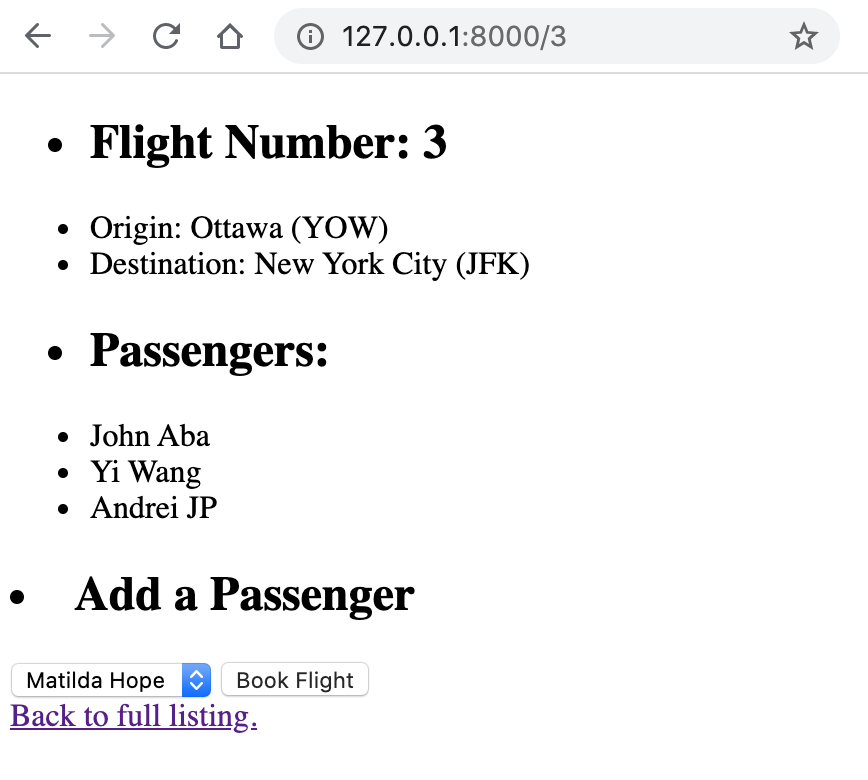 127.0.0.1:8000/3
Flight Number: 3
Origin: Ottawa (YOW)
Destination: New York City (JFK)
Passengers:
John Aba
Yi Wang
Andrei JP
Add a Passenger
Matilda Hope Book Flight
Back to full listing.